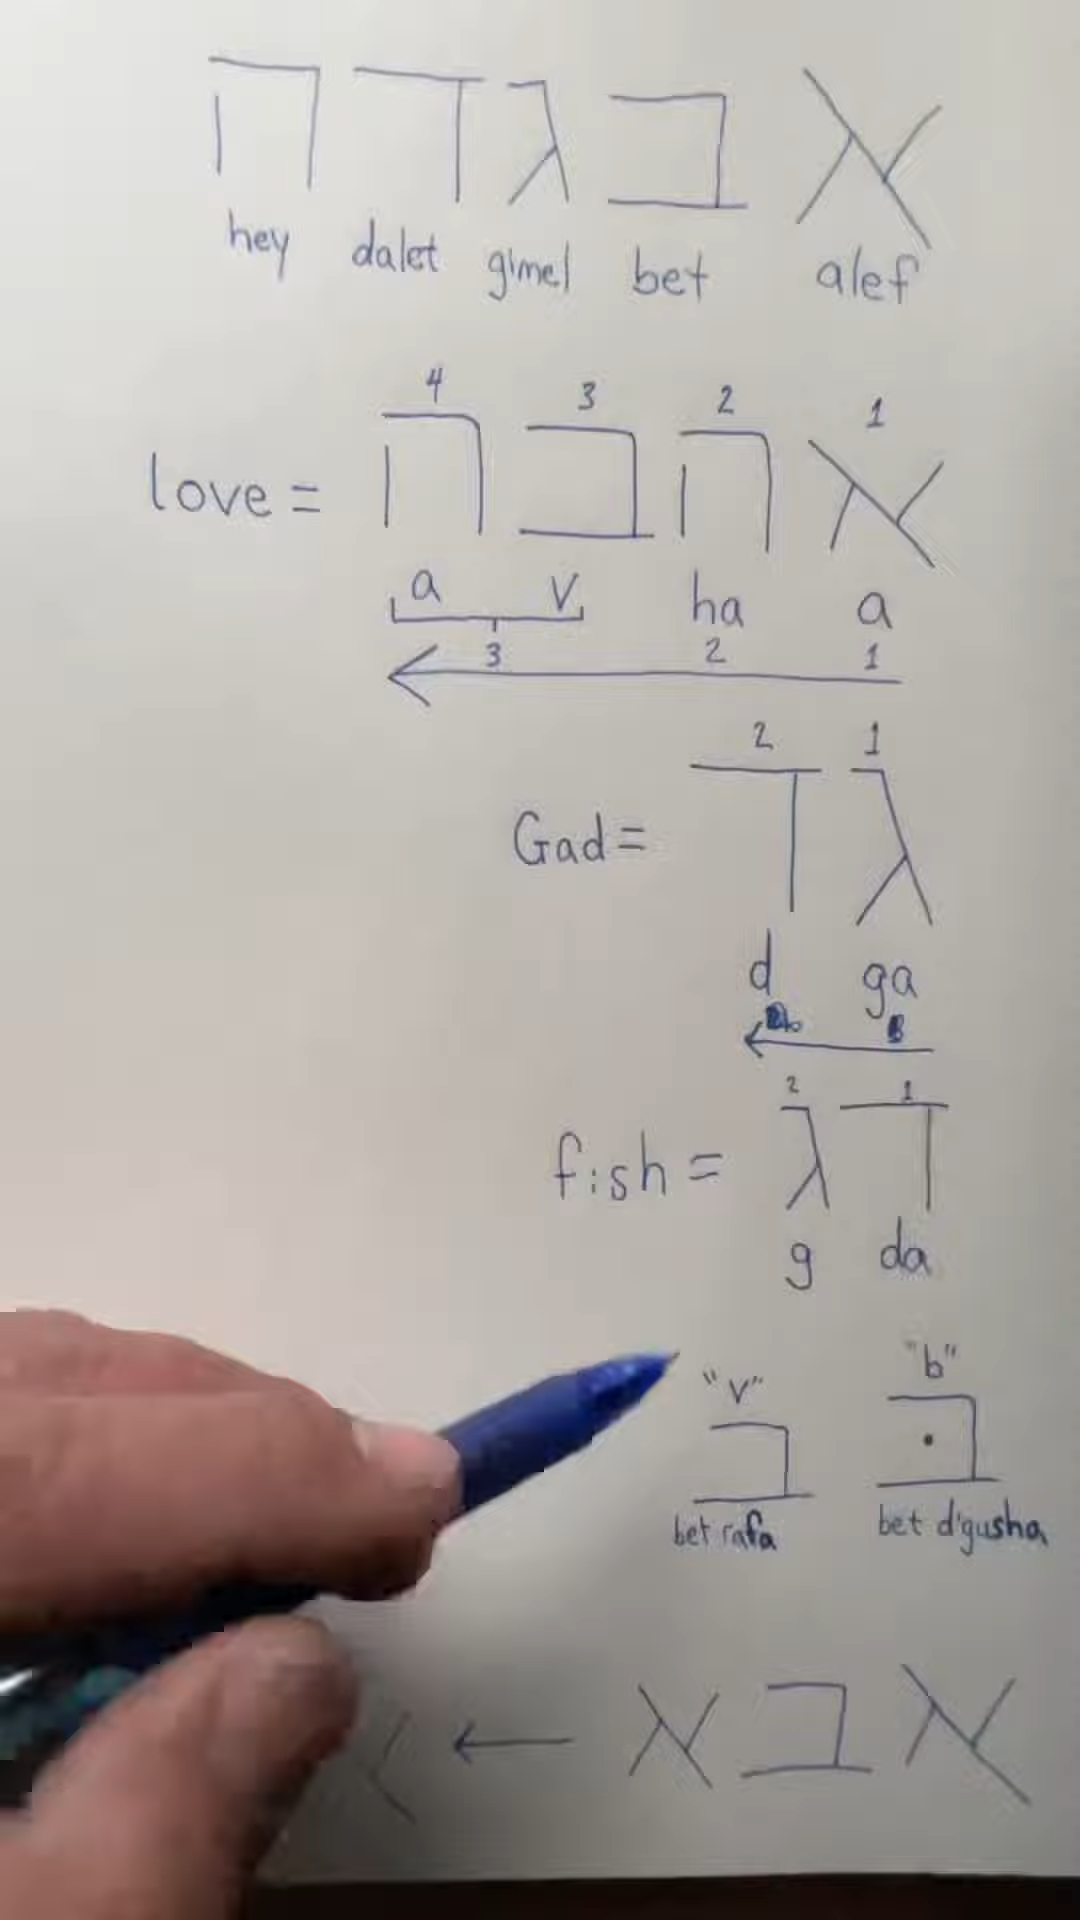 א ב ג ד ה
hey dalet gimel bet alef
4 3 2 1
love = אהבה
a v ha a
3 2 1
2 1
Gad = גד
d ga
2 1
fish = דג
g da
"v" "b"
ב בּ
bet rafa bet d'gusha
אבא ←